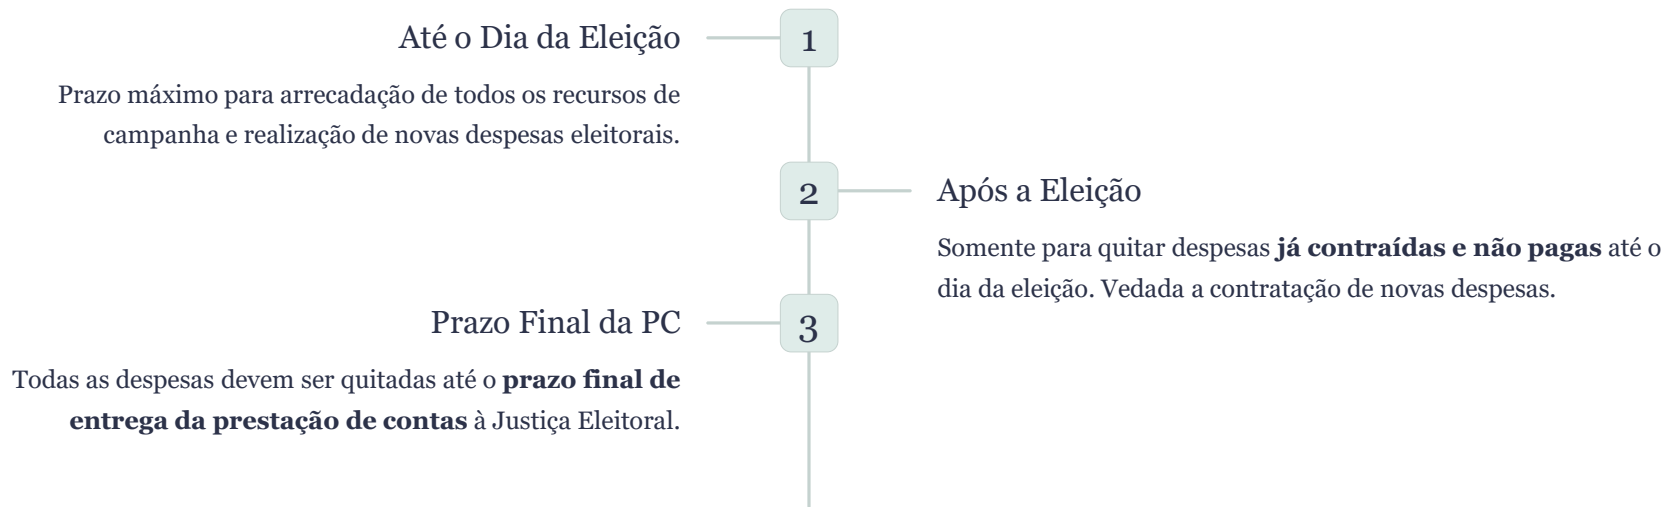 Até o Dia da Eleição
1
Prazo máximo para arrecadação de todos os recursos de
campanha e realização de novas despesas eleitorais.
2
Após a Eleição
Somente para quitar despesas já contraídas e não pagas até o
dia da eleição. Vedada a contratação de novas despesas.
Prazo Final da PC
3
Todas as despesas devem ser quitadas até o prazo final de
entrega da prestação de contas à Justiça Eleitoral.